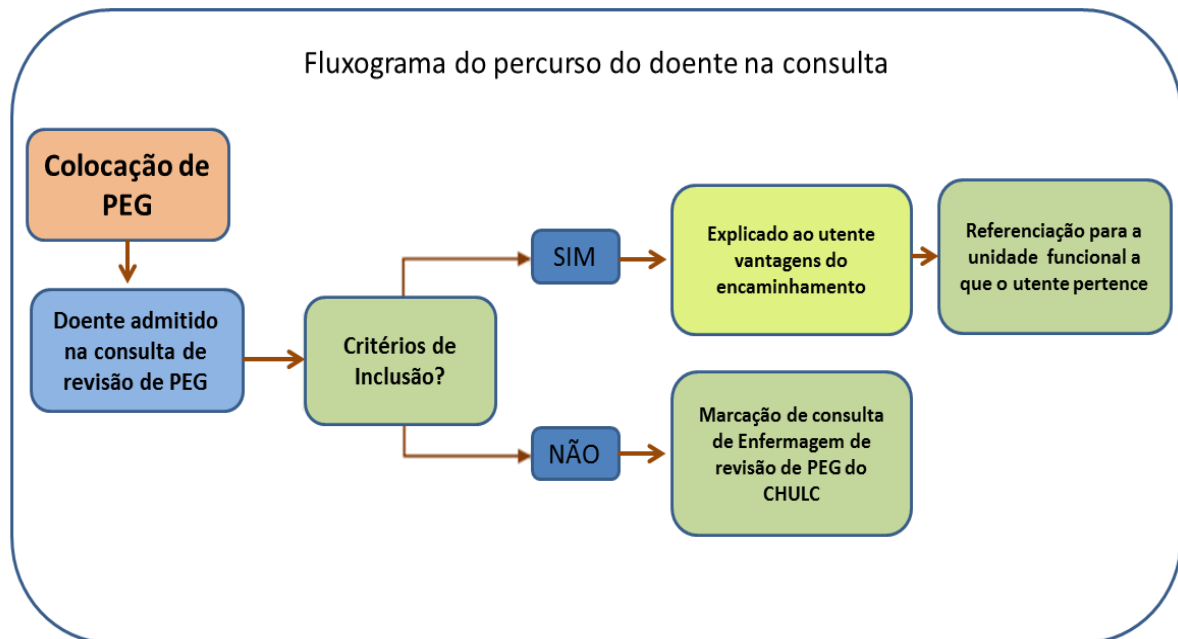 Fluxograma do percurso do doente na consulta
Colocação de
PEG
Doente admitido
na consulta de
revisão de PEG
Critérios de
Inclusão?
SIM
Explicado ao utente
vantagens do
encaminhamento
Referenciação para a
unidade funcional a
que o utente pertence
NÃO
Marcação de consulta
de Enfermagem de
revisão de PEG do
CHULC